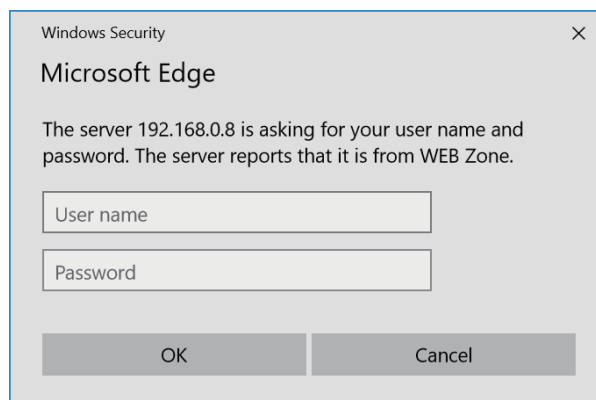 Windows Security
Microsoft Edge
The server 192.168.0.8 is asking for your user name and
password. The server reports that it is from WEB Zone.
User name
Password
OK
Cancel